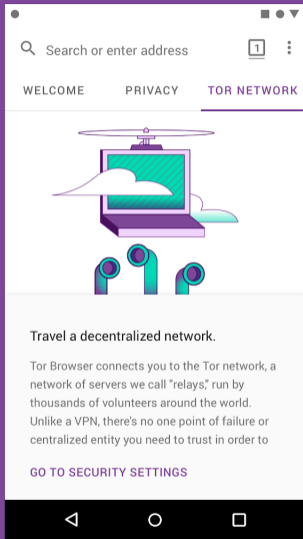 Search or enter address
1
WELCOME PRIVACY TOR NETWORK
Travel a decentralized network.
Tor Browser connects you to the Tor network, a
network of servers we call "relays," run by
thousands of volunteers around the world.
Unlike a VPN, there's no one point of failure or
centralized entity you need to trust in order to
GO TO SECURITY SETTINGS